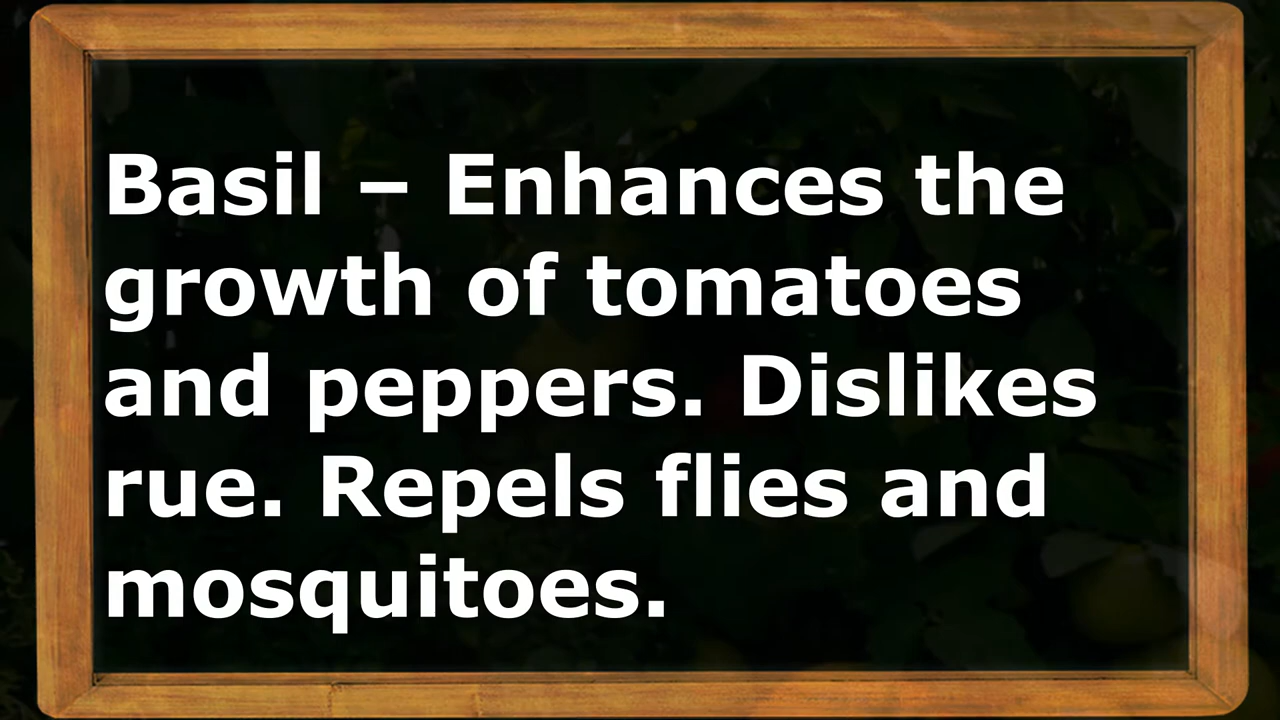 Basil – Enhances the
growth of tomatoes
and peppers. Dislikes
rue. Repels flies and
mosquitoes.